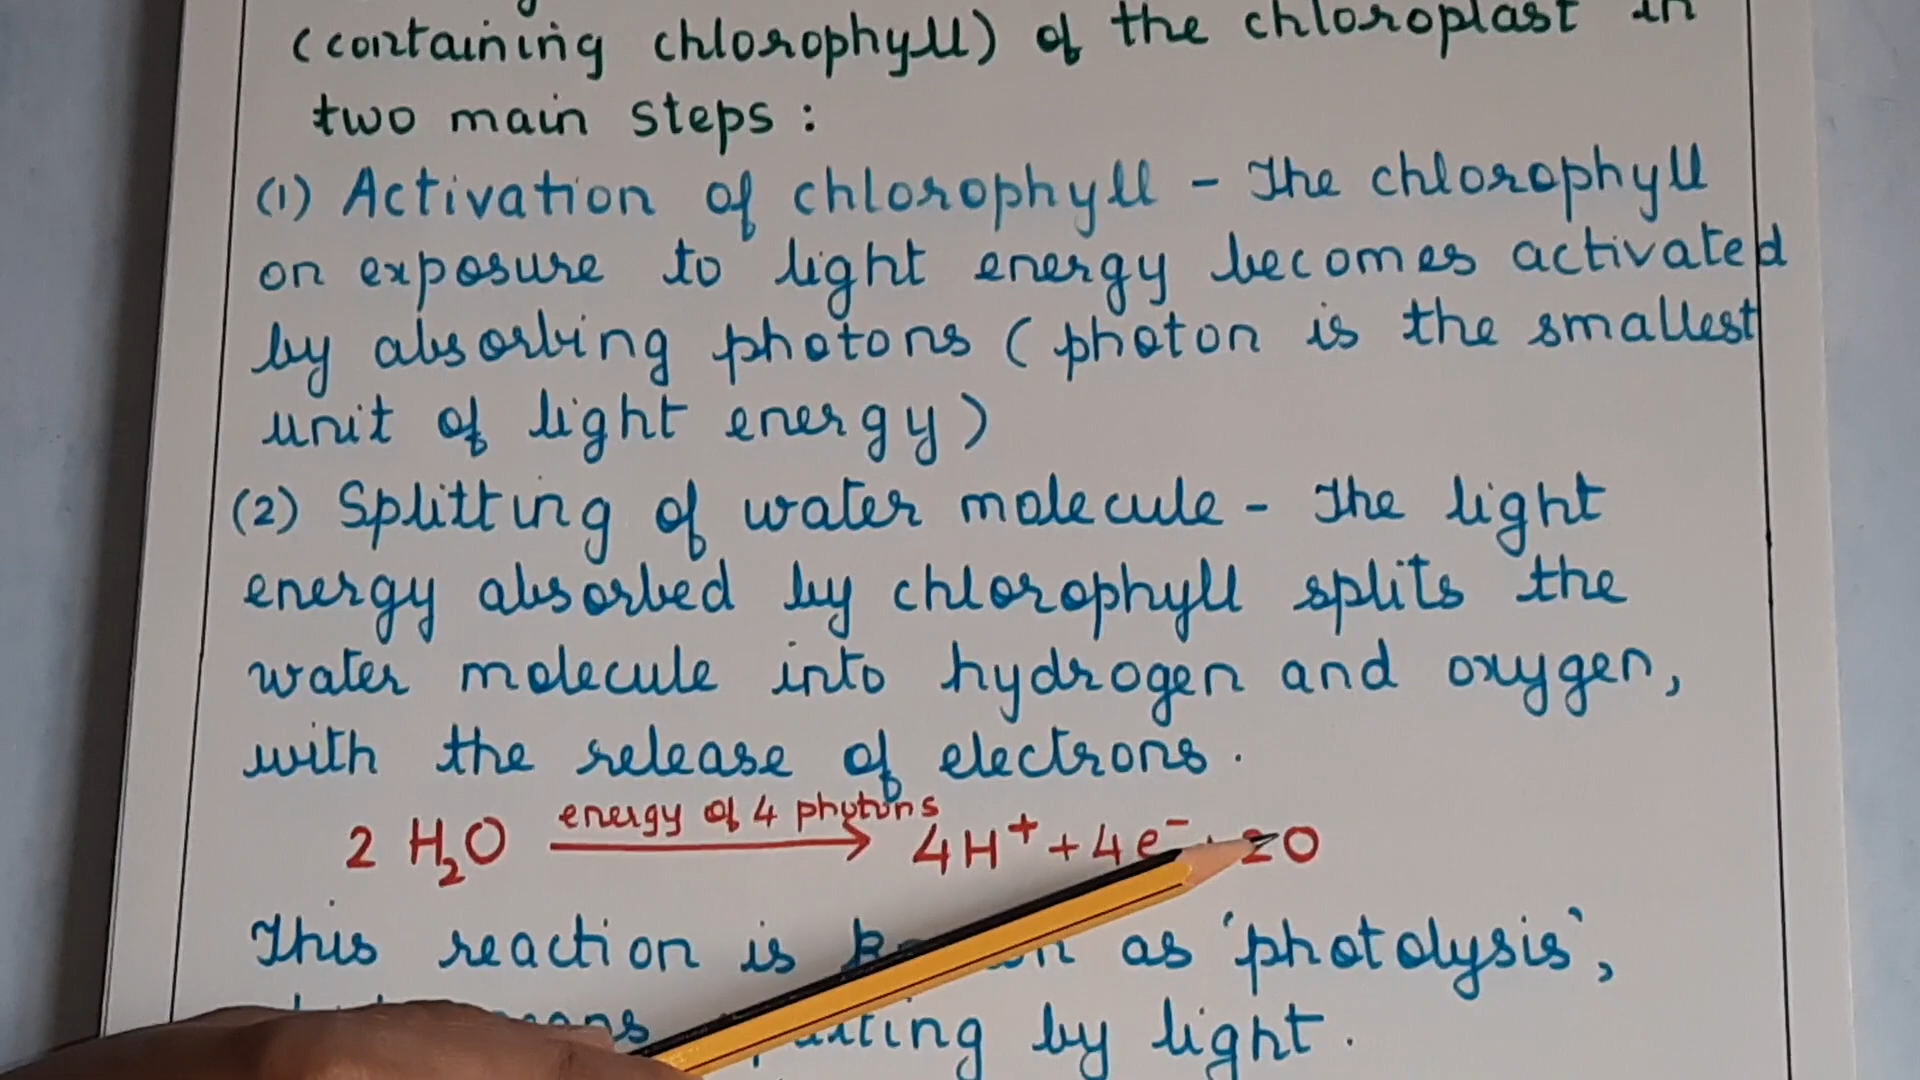 (containing chlorophyll) of the chloroplast in
two main steps :
(1) Activation of chlorophyll - The chlorophyll
on exposure to light energy becomes activated
by absorbing photons ( photon is the smallest
unit of light energy)
(2) Splitting of water molecule - The light
energy absorbed by chlorophyll splits the
water molecule into hydrogen and oxygen,
with the release of electrons.
energy of 4 photons
2 H₂O → 4H⁺ + 4e⁻ + 2O
This reaction is as 'photolysis',
by light.